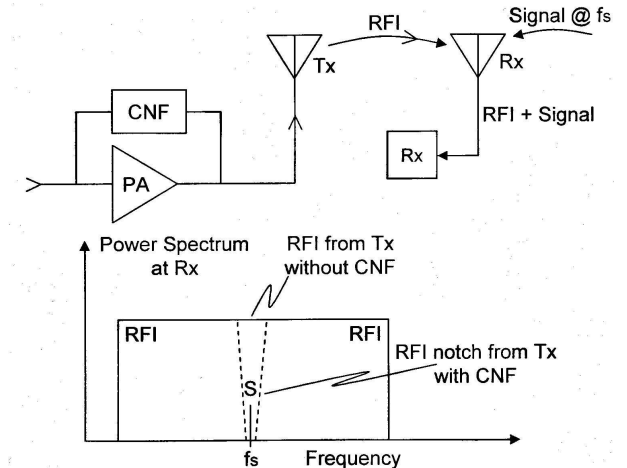 Signal @ fs
RFI
Tx
Rx
CNF
RFI + Signal
PA
Rx
Power Spectrum
at Rx
RFI from Tx
without CNF
RFI
RFI
RFI notch from Tx
with CNF
S
fs
Frequency